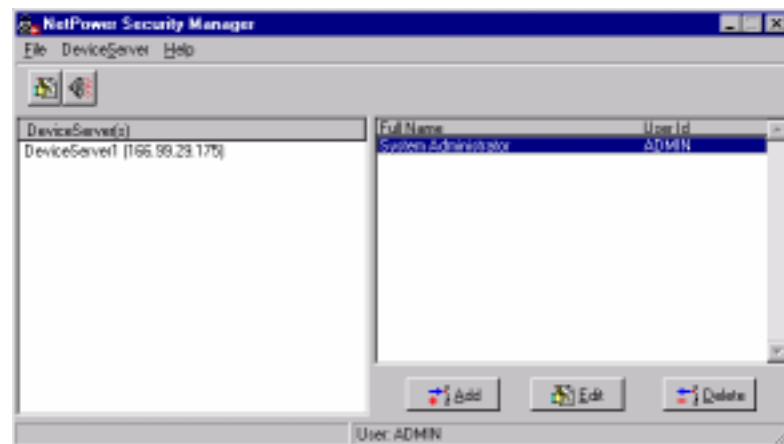 NetPower Security Manager
File DeviceServer Help
DeviceServer(s)
DeviceServer1 (166.99.29.175)
Full Name User Id
System Administrator ADMIN
Add Edit Delete
User: ADMIN